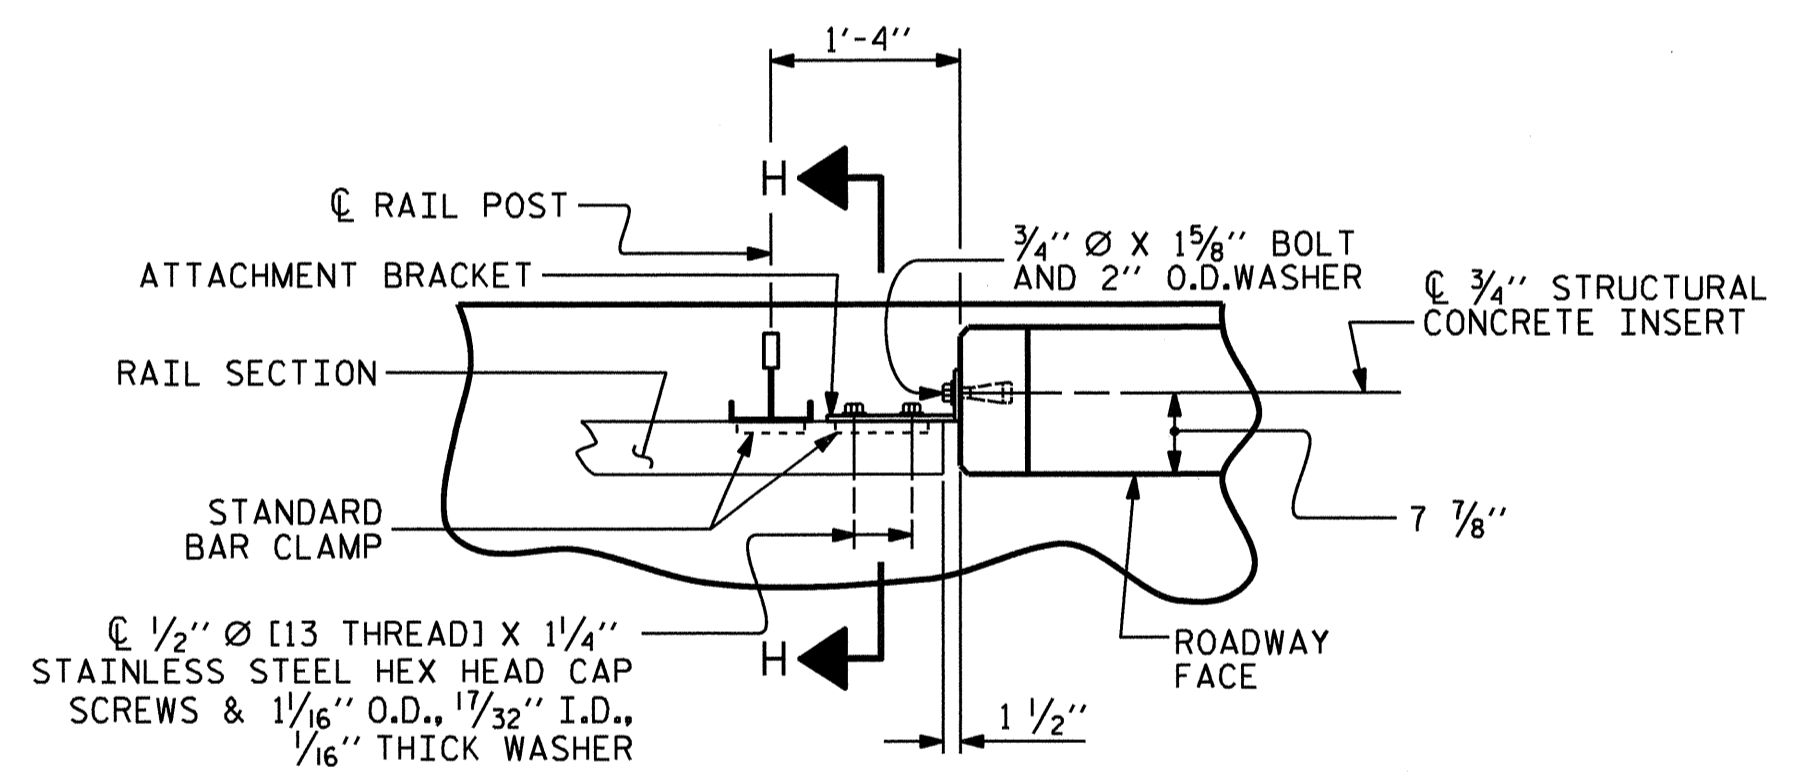 1'-4"
H
℄ RAIL POST
ATTACHMENT BRACKET
RAIL SECTION
3/4" Ø X 1 5/8" BOLT
AND 2" O.D.WASHER
℄ 3/4" STRUCTURAL
CONCRETE INSERT
STANDARD
BAR CLAMP
7 7/8"
℄ 1/2" Ø [13 THREAD] X 1 1/4"
STAINLESS STEEL HEX HEAD CAP
SCREWS & 1 1/16" O.D., 17/32" I.D.,
1/16" THICK WASHER
H
ROADWAY
FACE
1 1/2"